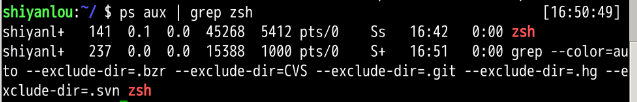 shiyanlou:~/ $ ps aux | grep zsh [16:50:49]
shiyanl+ 141 0.1 0.0 45268 5412 pts/0 Ss 16:42 0:00 zsh
shiyanl+ 237 0.0 0.0 15388 1000 pts/0 S+ 16:51 0:00 grep --color=au
to --exclude-dir=.bzr --exclude-dir=CVS --exclude-dir=.git --exclude-dir=.hg --e
xclude-dir=.svn zsh